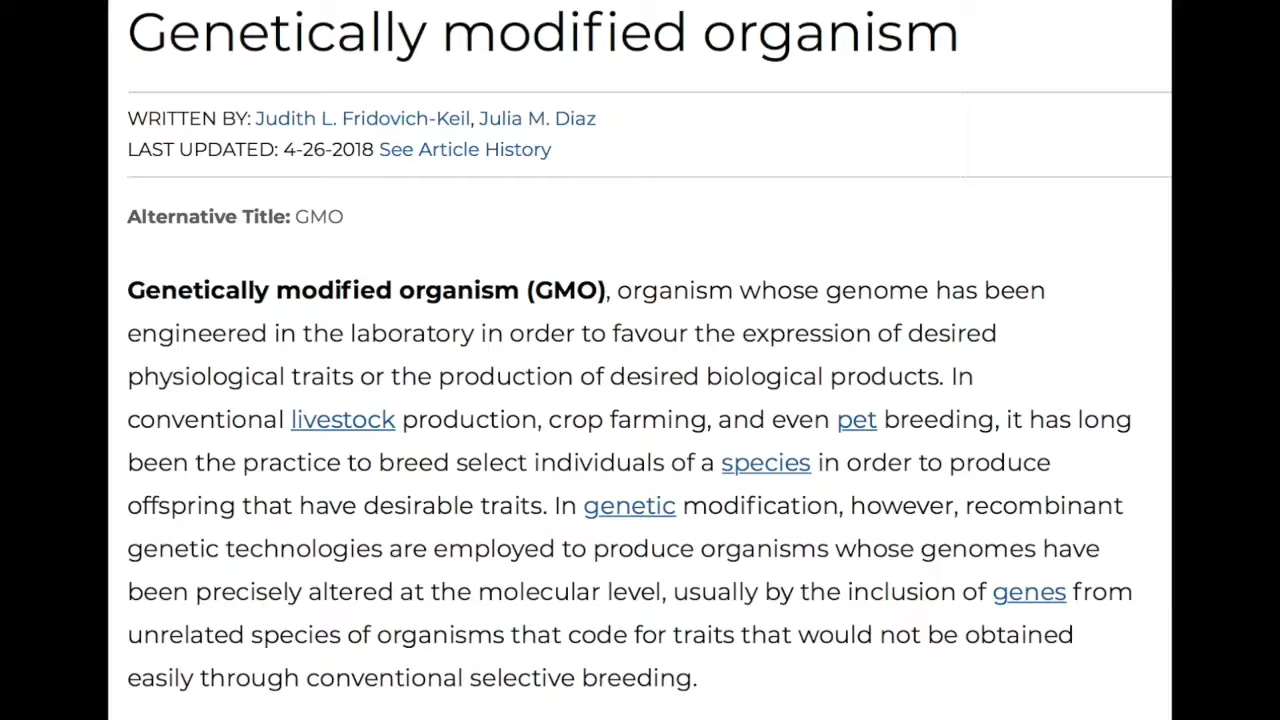 Genetically modified organism
WRITTEN BY: Judith L. Fridovich-Keil, Julia M. Diaz
LAST UPDATED: 4-26-2018 See Article History
Alternative Title: GMO
Genetically modified organism (GMO), organism whose genome has been
engineered in the laboratory in order to favour the expression of desired
physiological traits or the production of desired biological products. In
conventional livestock production, crop farming, and even pet breeding, it has long
been the practice to breed select individuals of a species in order to produce
offspring that have desirable traits. In genetic modification, however, recombinant
genetic technologies are employed to produce organisms whose genomes have
been precisely altered at the molecular level, usually by the inclusion of genes from
unrelated species of organisms that code for traits that would not be obtained
easily through conventional selective breeding.